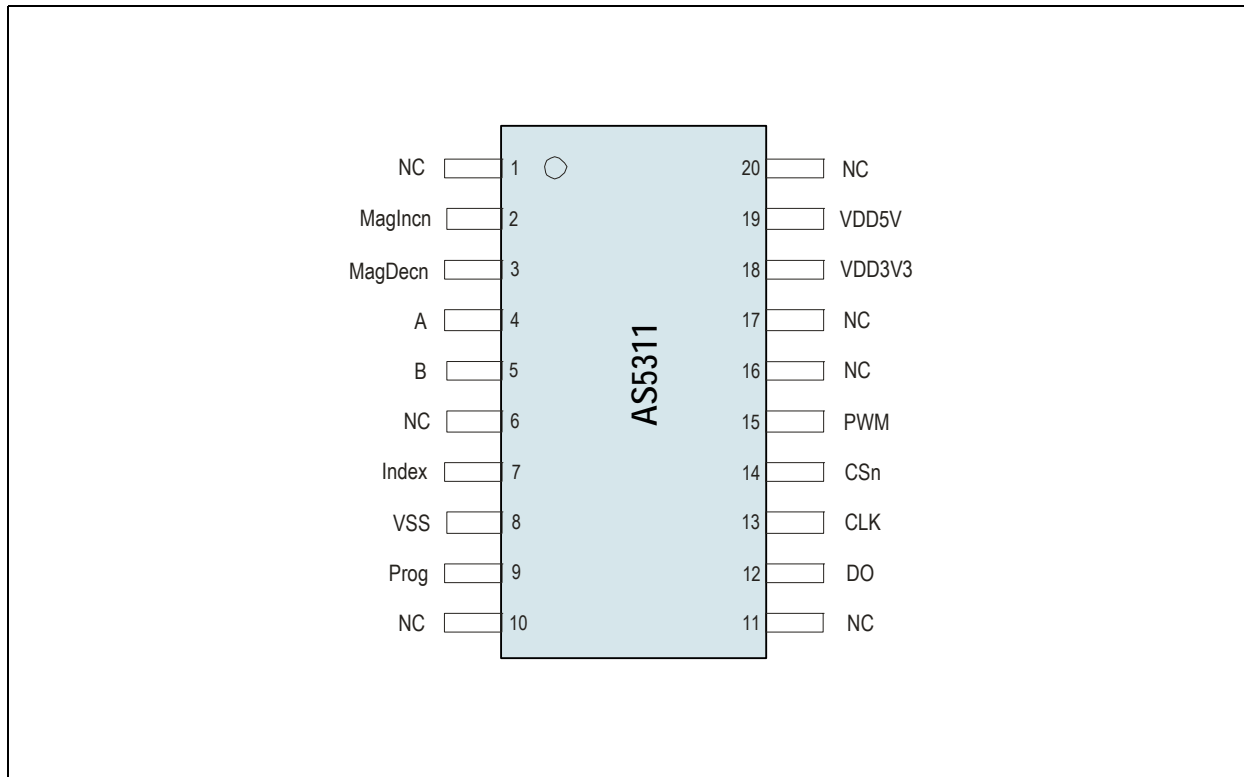 NC 1 20 NC
MagIncn 2 19 VDD5V
MagDecn 3 18 VDD3V3
A 4 17 NC
B 5 16 NC
NC 6 15 PWM
Index 7 14 CSn
VSS 8 13 CLK
Prog 9 12 DO
NC 10 11 NC
AS5311